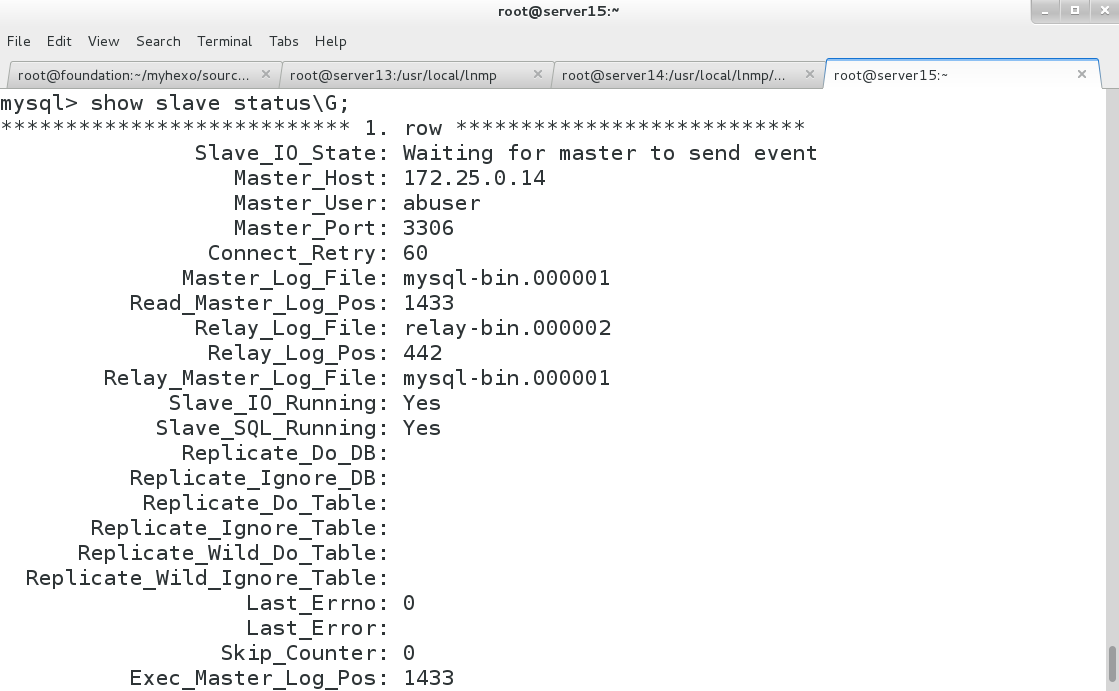 root@server15:~
File Edit View Search Terminal Tabs Help
root@foundation:~/myhexo/sourc... × root@server13:/usr/local/lnmp × root@server14:/usr/local/lnmp/... × root@server15:~ ×
mysql> show slave status\G;
*************************** 1. row ***************************
Slave_IO_State: Waiting for master to send event
Master_Host: 172.25.0.14
Master_User: abuser
Master_Port: 3306
Connect_Retry: 60
Master_Log_File: mysql-bin.000001
Read_Master_Log_Pos: 1433
Relay_Log_File: relay-bin.000002
Relay_Log_Pos: 442
Relay_Master_Log_File: mysql-bin.000001
Slave_IO_Running: Yes
Slave_SQL_Running: Yes
Replicate_Do_DB:
Replicate_Ignore_DB:
Replicate_Do_Table:
Replicate_Ignore_Table:
Replicate_Wild_Do_Table:
Replicate_Wild_Ignore_Table:
Last_Errno: 0
Last_Error:
Skip_Counter: 0
Exec_Master_Log_Pos: 1433